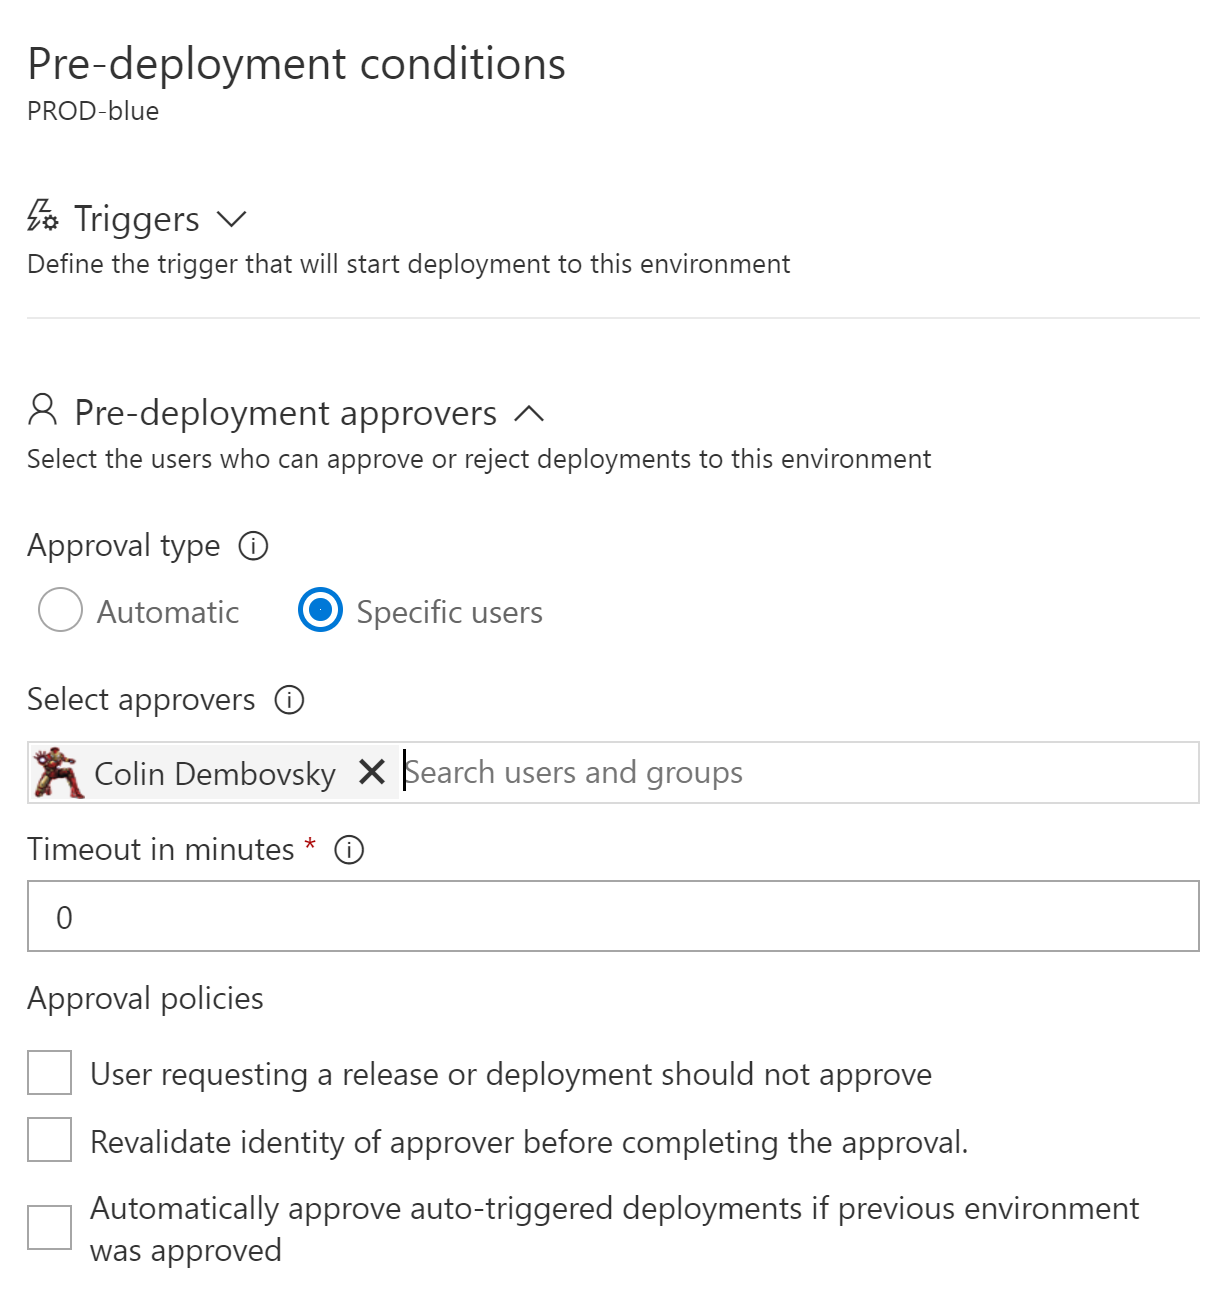 Pre-deployment conditions
PROD-blue
Triggers
Define the trigger that will start deployment to this environment
Pre-deployment approvers
Select the users who can approve or reject deployments to this environment
Approval type
Automatic Specific users
Select approvers
Colin Dembovsky Search users and groups
Timeout in minutes *
0
Approval policies
User requesting a release or deployment should not approve
Revalidate identity of approver before completing the approval.
Automatically approve auto-triggered deployments if previous environment
was approved